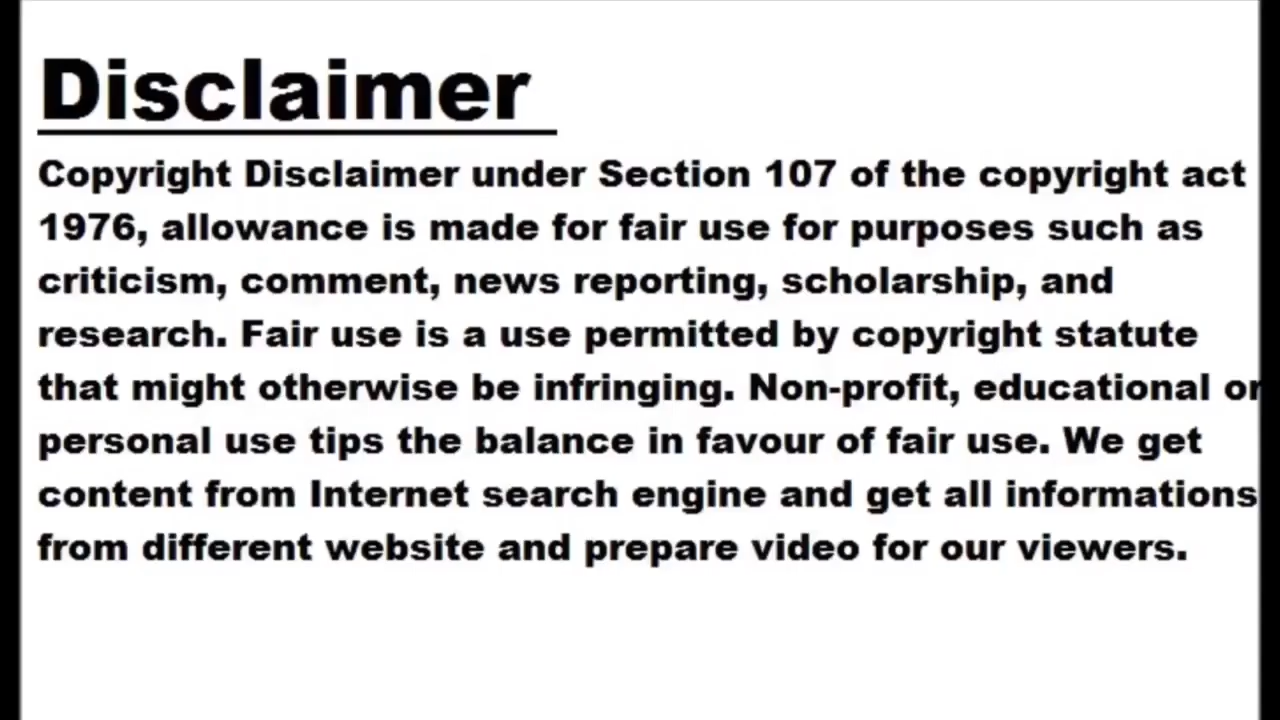 Disclaimer
Copyright Disclaimer under Section 107 of the copyright act
1976, allowance is made for fair use for purposes such as
criticism, comment, news reporting, scholarship, and
research. Fair use is a use permitted by copyright statute
that might otherwise be infringing. Non-profit, educational or
personal use tips the balance in favour of fair use. We get
content from Internet search engine and get all informations
from different website and prepare video for our viewers.